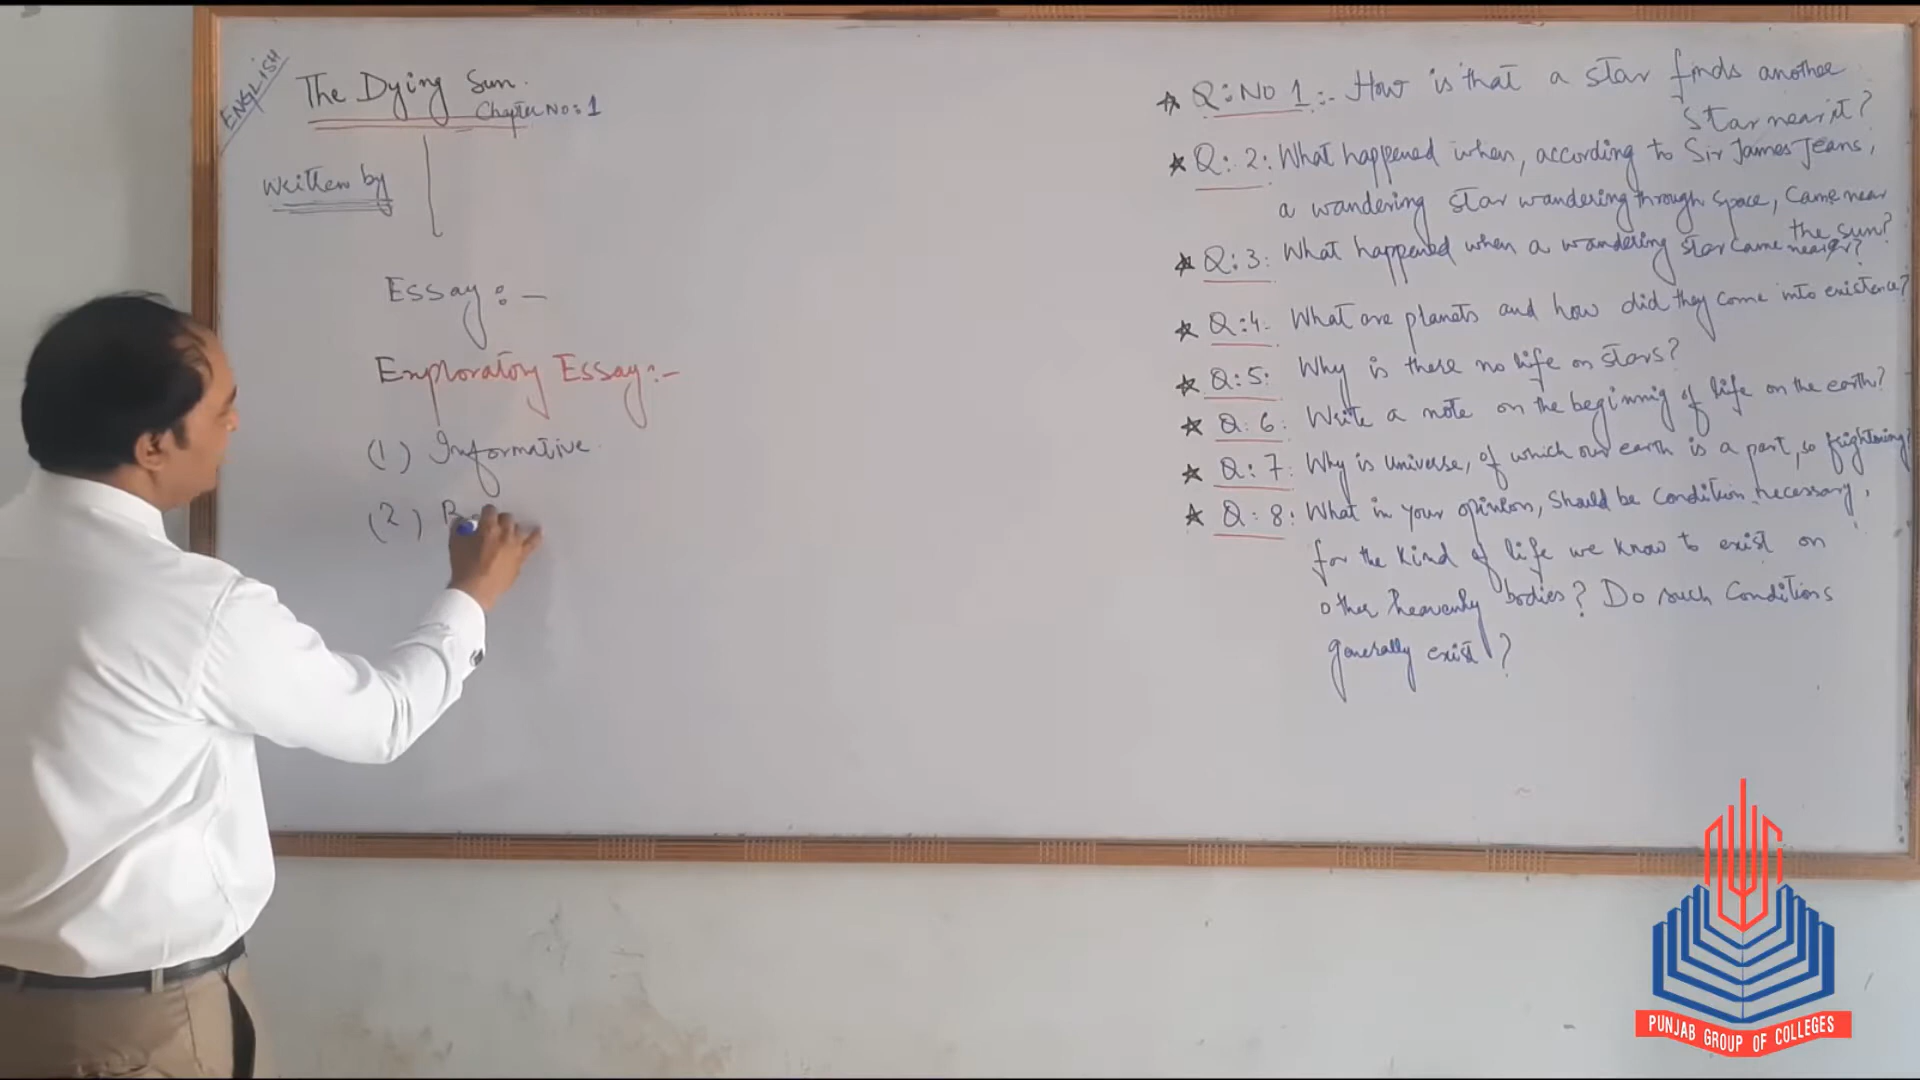 ENGLISH
The Dying Sun.
Chapter No: 1
Written by
Essay:-
Exploratory Essay:-
(1) Informative.
(2)
☆ Q:No 1:- How is that a star finds another
star near it?
☆ Q: 2: What happened when, according to Sir James Jeans,
a wandering star wandering through space, came near
the sun?
☆ Q:3: What happened when a wandering star came nearer?
☆ Q:4. What are planets and how did they come into existence?
☆ Q:5: Why is there no life on stars?
☆ Q: 6: Write a note on the beginnig of life on the earth?
☆ Q: 7: Why is universe, of which our earth is a part, so frightening?
☆ Q: 8: What in your opinion, should be condition necessary,
for the kind of life we know to exist on
other heavenly bodies? Do such conditions
generally exist?
PUNJAB GROUP OF COLLEGES